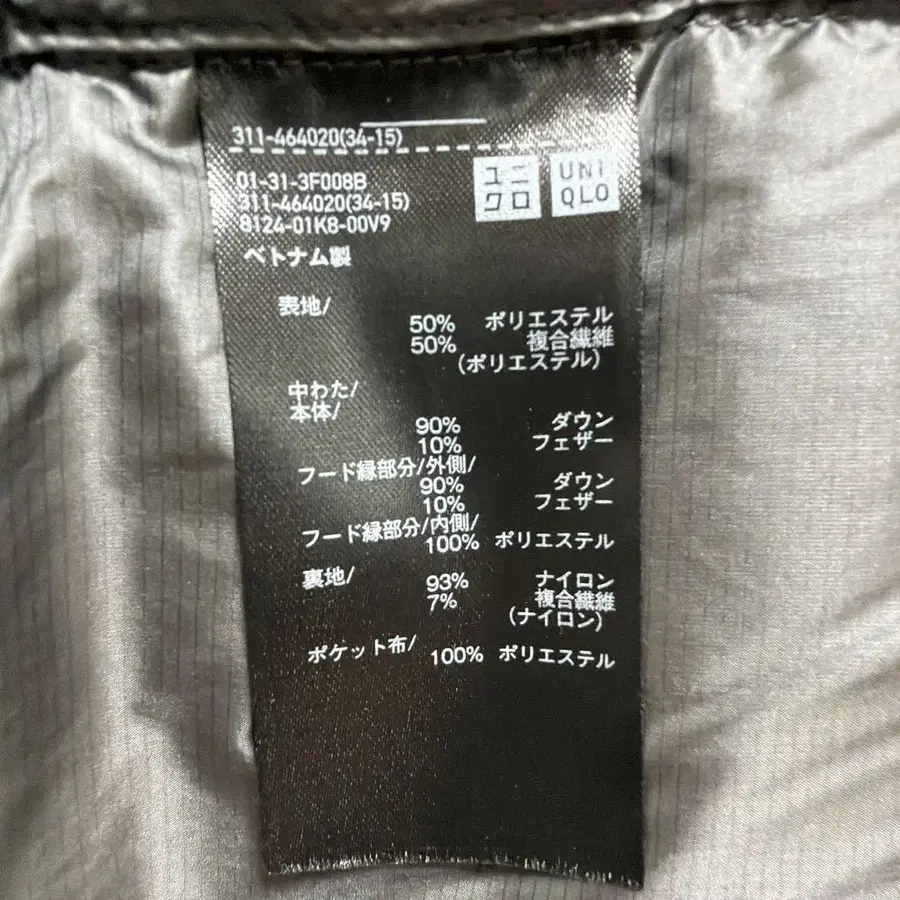 311-464020(34-15)
01-31-3F008B
311-464020(34-15)
8124-01K8-00V9
ユニクロ
UNIQLO
ベトナム製
表地/
50% ポリエステル
50% 複合繊維
(ポリエステル)
中わた/
本体/
90% ダウン
10% フェザー
フード縁部分/外側/
90% ダウン
10% フェザー
フード縁部分/内側/
100% ポリエステル
裏地/
93% ナイロン
7% 複合繊維
(ナイロン)
ポケット布/
100% ポリエステル